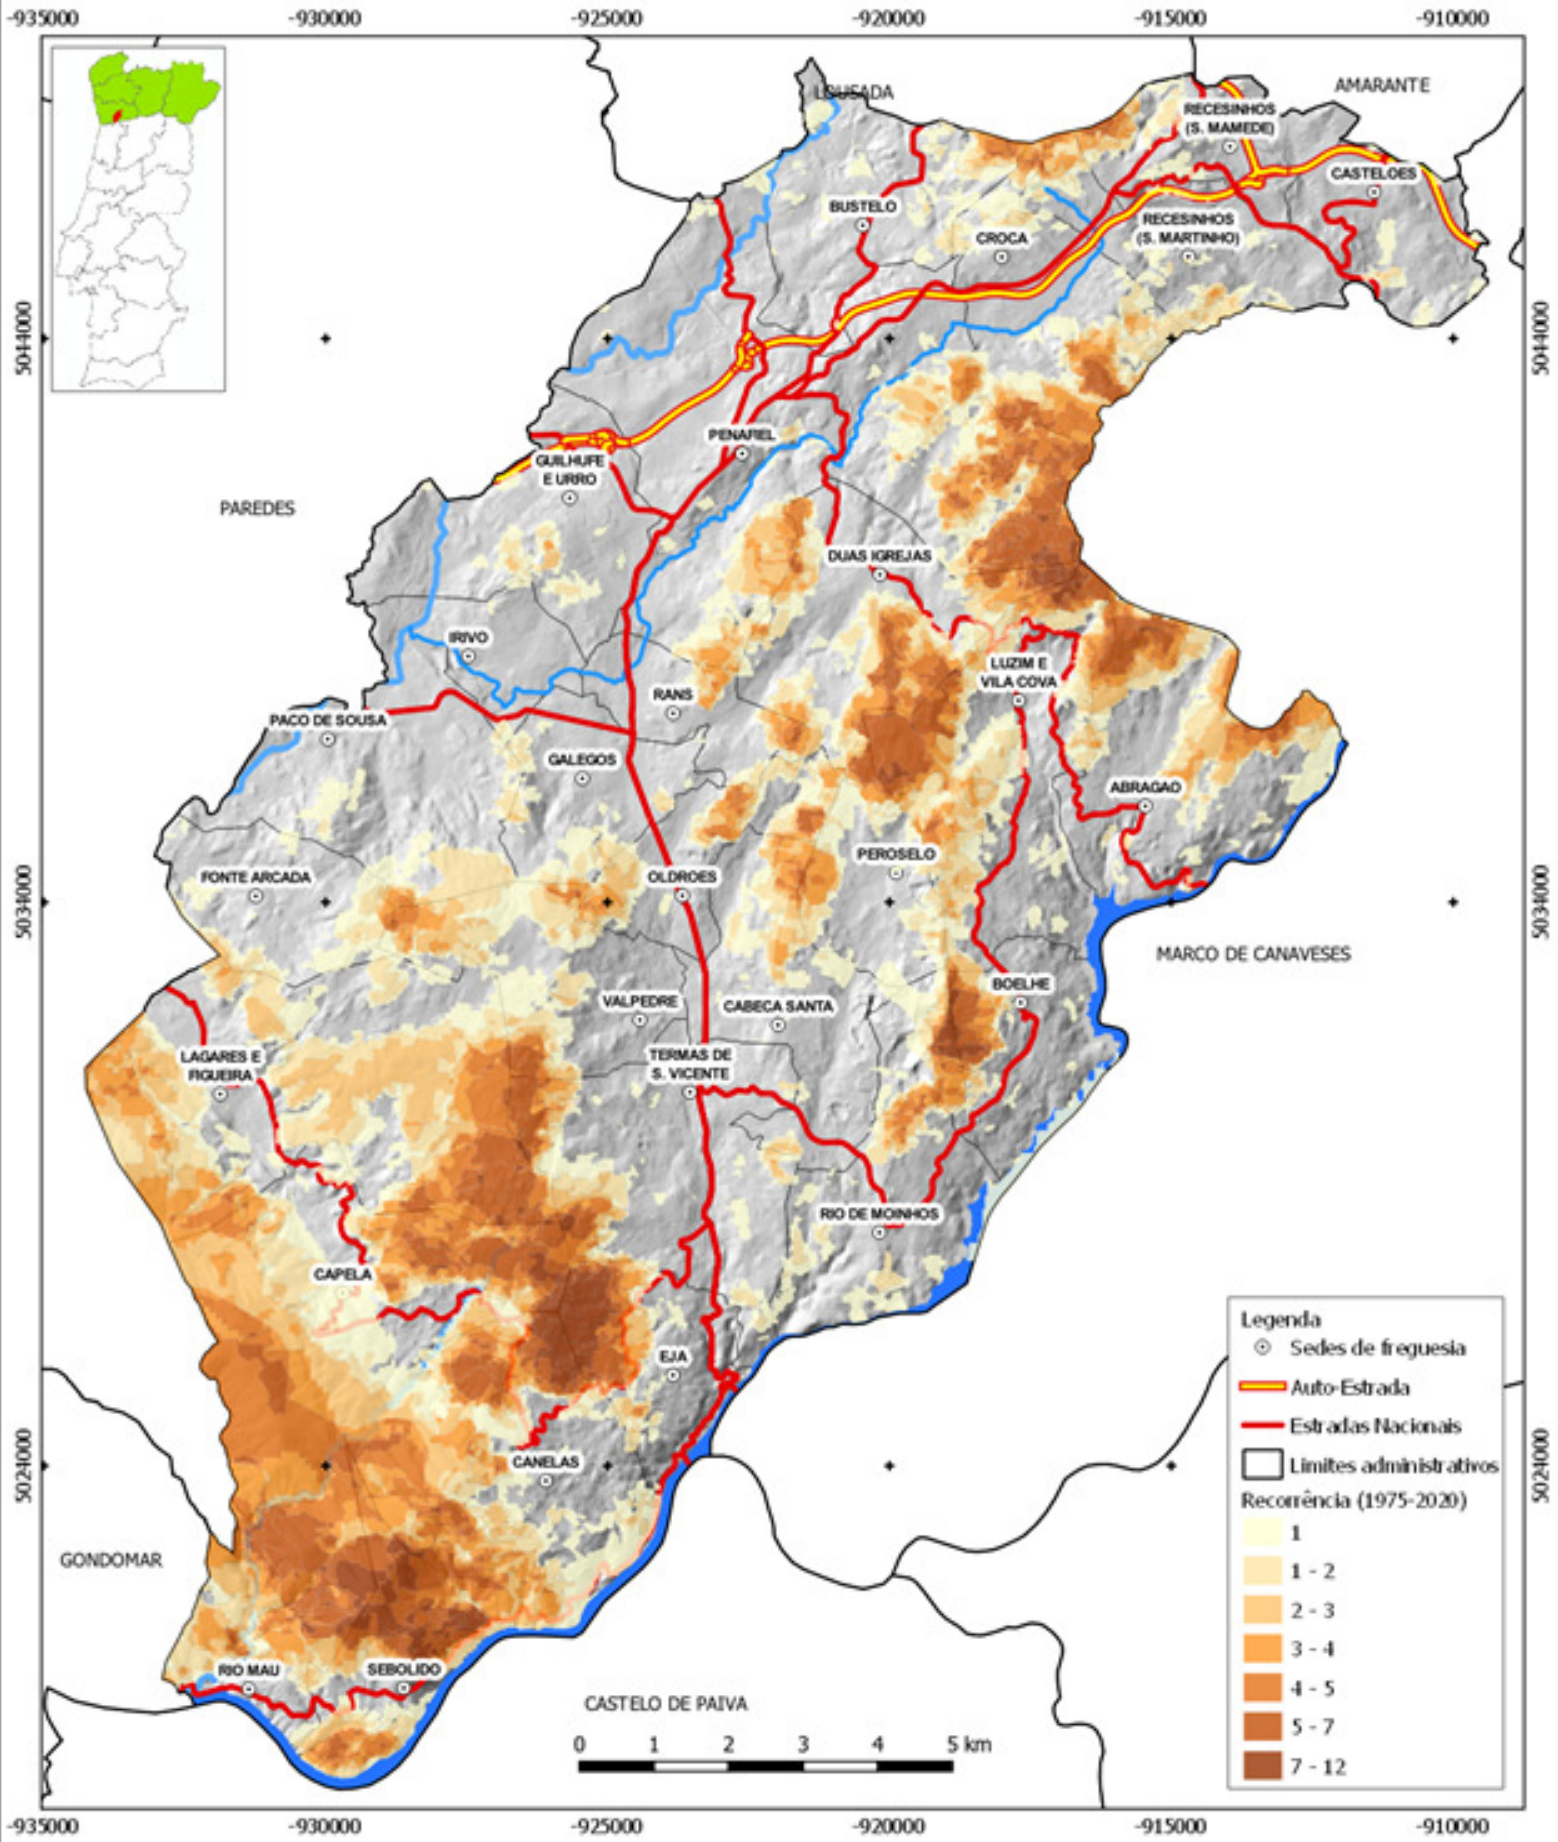 -935000
-930000
-925000
-920000
-915000
-910000
LOUSADA
AMARANTE
RECESINHOS
(S. MAMEDE)
CASTELOES
BUSTELO
RECESINHOS
(S. MARTINHO)
CROCA
5044000
5044000
PENAFIEL
GUILHUFE
E URRO
PAREDES
DUAS IGREJAS
IRIVO
LUZIM E
VILA COVA
RANS
PACO DE SOUSA
GALEGOS
ABRAGAO
PEROSELO
FONTE ARCADA
OLDROES
5034000
5034000
MARCO DE CANAVESES
BOELHE
VALPEDRE
CABECA SANTA
LAGARES E
FIGUEIRA
TERMAS DE
S. VICENTE
RIO DE MOINHOS
CAPELA
EJA
CANELAS
5024000
5024000
GONDOMAR
RIO MAU
SEBOLIDO
CASTELO DE PAIVA
0 1 2 3 4 5 km
Legenda
Sedes de freguesia
Auto-Estrada
Estradas Nacionais
Limites administrativos
Recorrência (1975-2020)
1
1 - 2
2 - 3
3 - 4
4 - 5
5 - 7
7 - 12
-935000
-930000
-925000
-920000
-915000
-910000